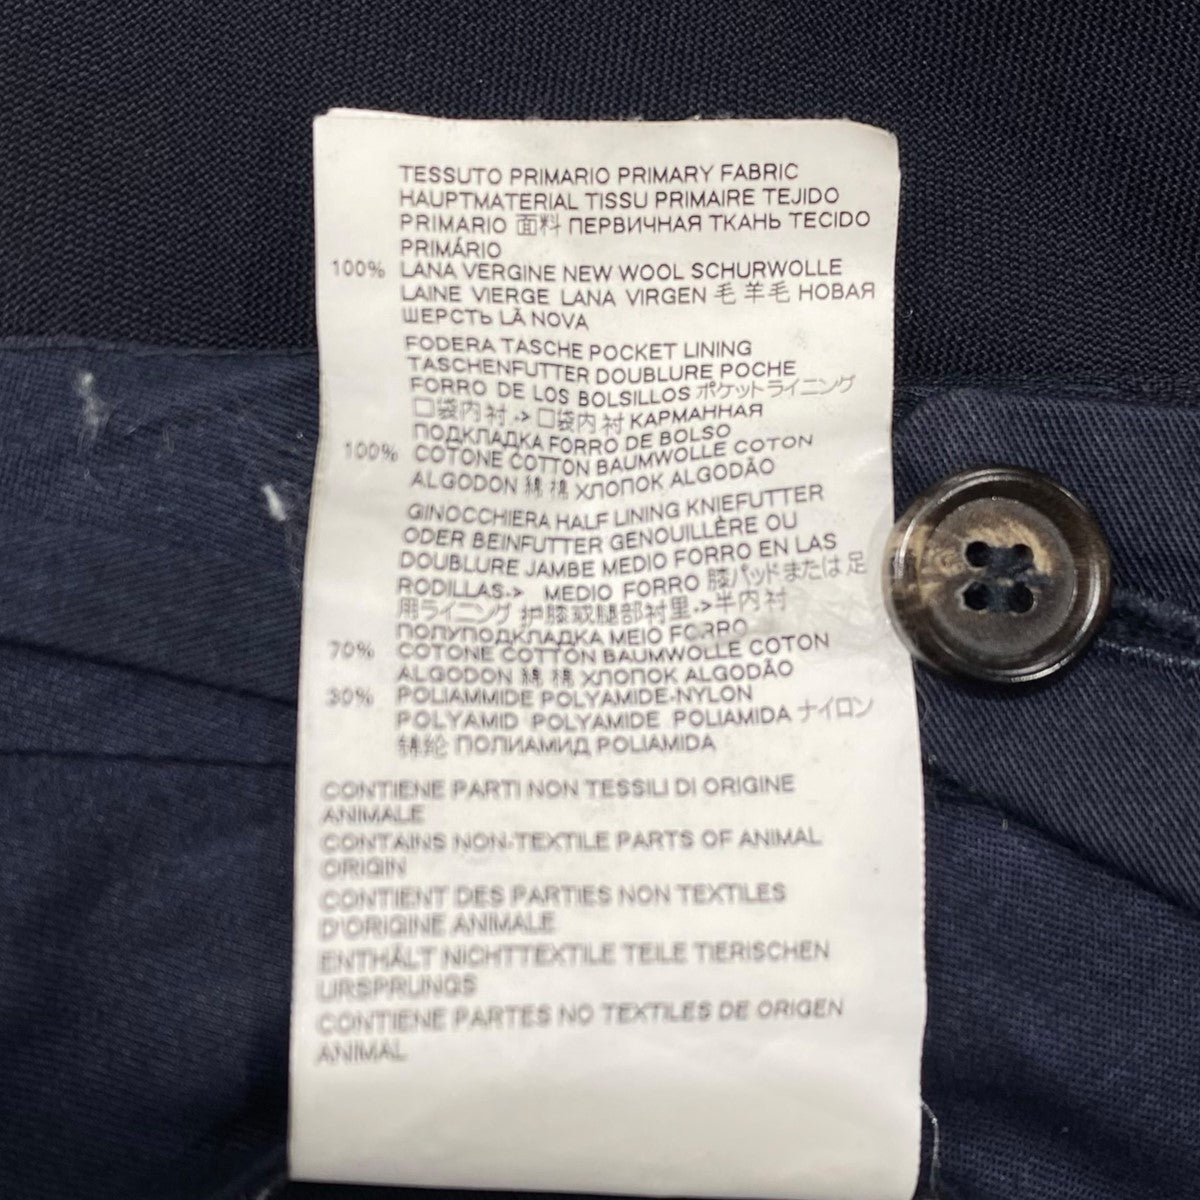 TESSUTO PRIMARIO PRIMARY FABRIC
HAUPTMATERIAL TISSU PRIMAIRE TEJIDO
PRIMARIO 面料 ПЕРВИЧНАЯ ТКАНЬ TECIDO
PRIMÁRIO
100% LANA VERGINE NEW WOOL SCHURWOLLE
LAINE VIERGE LANA VIRGEN 毛 羊毛 НОВАЯ
ШЕРСТЬ LÃ NOVA
FODERA TASCHE POCKET LINING
TASCHENFUTTER DOUBLURE POCHE
FORRO DE LOS BOLSILLOS ポケットライニング
口袋内衬 -> 口袋内衬 КАРМАННАЯ
ПОДКЛАДКА FORRO DE BOLSO
100% COTONE COTTON BAUMWOLLE COTON
ALGODON 綿 棉 ХЛОПОК ALGODÃO
GINOCCHIERA HALF LINING KNIEFUTTER
ODER BEINFUTTER GENOUILLÈRE OU
DOUBLURE JAMBE MEDIO FORRO EN LAS
RODILLAS-> MEDIO FORRO 膝パッドまたは 足
用ライニング 护膝或腿部衬里-> 半内衬
ПОЛУПОДКЛАДКА MEIO FORRO
70% COTONE COTTON BAUMWOLLE COTON
ALGODON 綿 棉 ХЛОПОК ALGODÃO
30% POLIAMMIDE POLYAMIDE-NYLON
POLYAMID POLYAMIDE POLIAMIDA ナイロン
锦纶 ПОЛИАМИД POLIAMIDA
CONTIENE PARTI NON TESSILI DI ORIGINE
ANIMALE
CONTAINS NON-TEXTILE PARTS OF ANIMAL
ORIGIN
CONTIENT DES PARTIES NON TEXTILES
D'ORIGINE ANIMALE
ENTHÄLT NICHTTEXTILE TEILE TIERISCHEN
URSPRUNGS
CONTIENE PARTES NO TEXTILES DE ORIGEN
ANIMAL